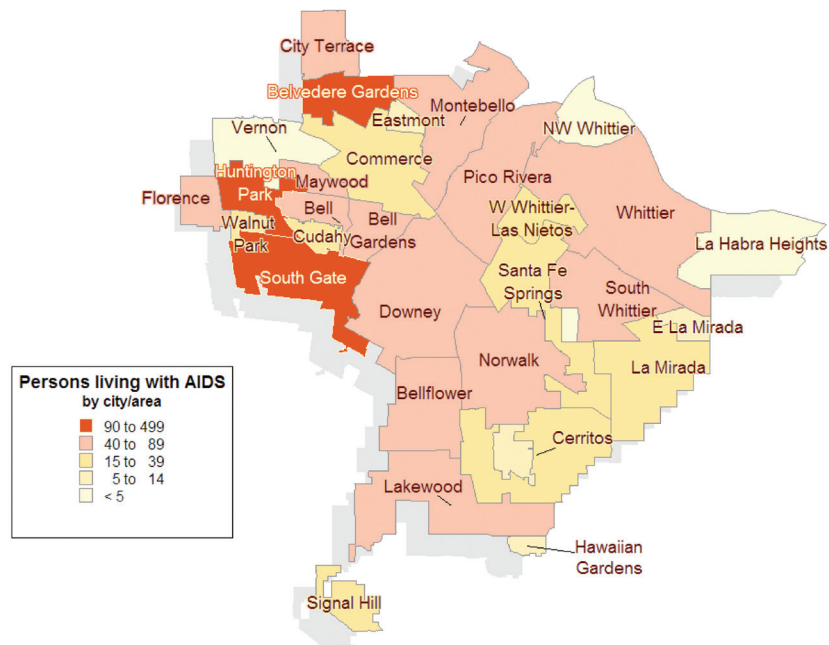 City Terrace
Belvedere Gardens
Montebello
Eastmont
NW Whittier
Vernon
Commerce
Huntington
Park
Maywood
Pico Rivera
Florence
Bell
Bell
Gardens
W Whittier-
Las Nietos
Whittier
Walnut
Park
Cudahy
La Habra Heights
South Gate
Santa Fe
Springs
South
Whittier
Downey
E La Mirada
Norwalk
La Mirada
Persons living with AIDS
by city/area
90 to 499
40 to 89
15 to 39
5 to 14
< 5
Bellflower
Cerritos
Lakewood
Hawaiian
Gardens
Signal Hill